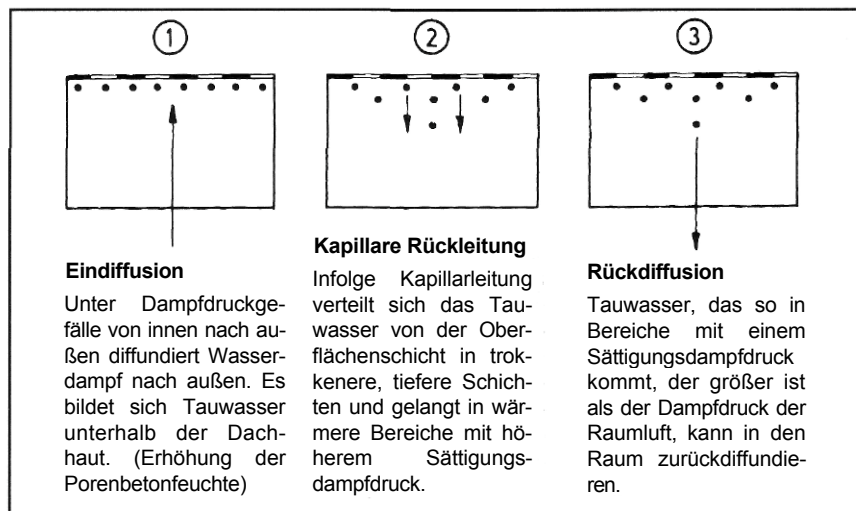 1
Eindiffusion
Unter Dampfdruckge-
fälle von innen nach au-
ßen diffundiert Wasser-
dampf nach außen. Es
bildet sich Tauwasser
unterhalb der Dach-
haut. (Erhöhung der
Porenbetonfeuchte)
2
Kapillare Rückleitung
Infolge Kapillarleitung
verteilt sich das Tau-
wasser von der Ober-
flächenschicht in trok-
kenere, tiefere Schich-
ten und gelangt in wär-
mere Bereiche mit hö-
herem Sättigungs-
dampfdruck.
3
Rückdiffusion
Tauwasser, das so in
Bereiche mit einem
Sättigungsdampfdruck
kommt, der größer ist
als der Dampfdruck der
Raumluft, kann in den
Raum zurückdiffundie-
ren.